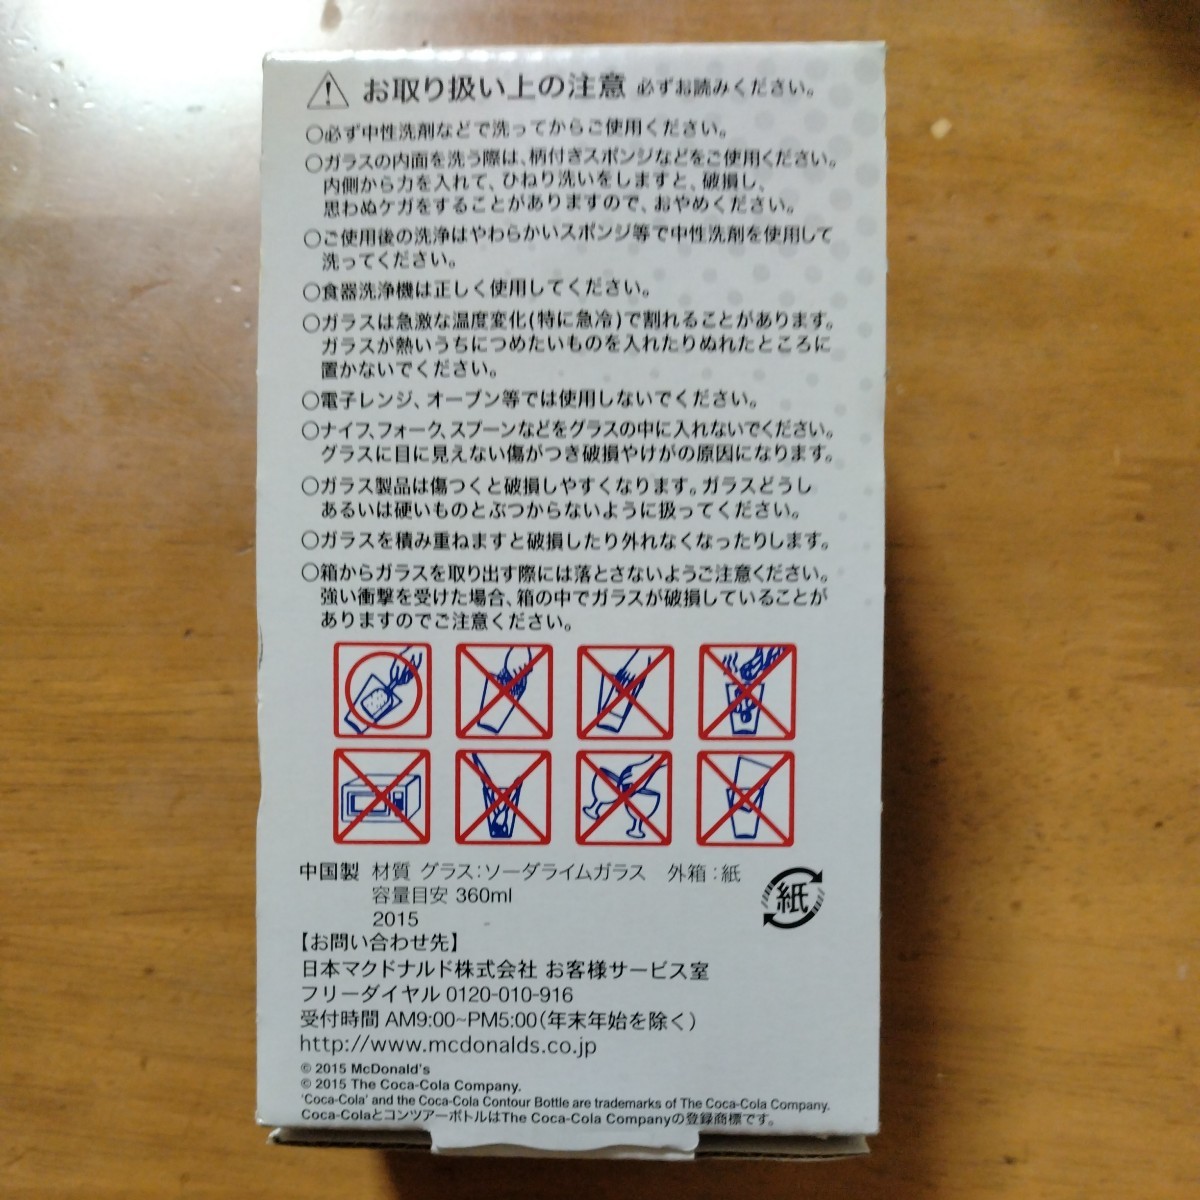 お取り扱い上の注意 必ずお読みください。
○必ず中性洗剤などで洗ってからご使用ください。
○ガラスの内面を洗う際は、柄付きスポンジなどをご使用ください。
内側から力を入れて、ひねり洗いをしますと、破損し、
思わぬケガをすることがありますので、おやめください。
○ご使用後の洗浄はやわらかいスポンジ等で中性洗剤を使用して
洗ってください。
○食器洗浄機は正しく使用してください。
○ガラスは急激な温度変化(特に急冷)で割れることがあります。
ガラスが熱いうちにつめたいものを入れたりぬれたところに
置かないでください。
○電子レンジ、オーブン等では使用しないでください。
○ナイフ、フォーク、スプーンなどをグラスの中に入れないでください。
グラスに目に見えない傷がつき破損やけがの原因になります。
○ガラス製品は傷つくと破損しやすくなります。ガラスどうし
あるいは硬いものとぶつからないように扱ってください。
○ガラスを積み重ねますと破損したり外れなくなったりします。
○箱からガラスを取り出す際には落とさないようご注意ください。
強い衝撃を受けた場合、箱の中でガラスが破損していることが
ありますのでご注意ください。
中国製 材質 グラス:ソーダライムガラス 外箱:紙
容量目安 360ml
2015
紙
【お問い合わせ先】
日本マクドナルド株式会社 お客様サービス室
フリーダイヤル 0120-010-916
受付時間 AM9:00~PM5:00(年末年始を除く)
http://www.mcdonalds.co.jp
© 2015 McDonald's
© 2015 The Coca-Cola Company.
'Coca-Cola' and the Coca-Cola Contour Bottle are trademarks of The Coca-Cola Company.
Coca-ColaとコンツアーボトルはThe Coca-Cola Companyの登録商標です。